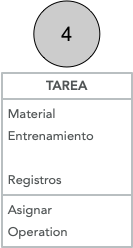 4
TAREA
Material
Entrenamiento
Registros
Asignar
Operation